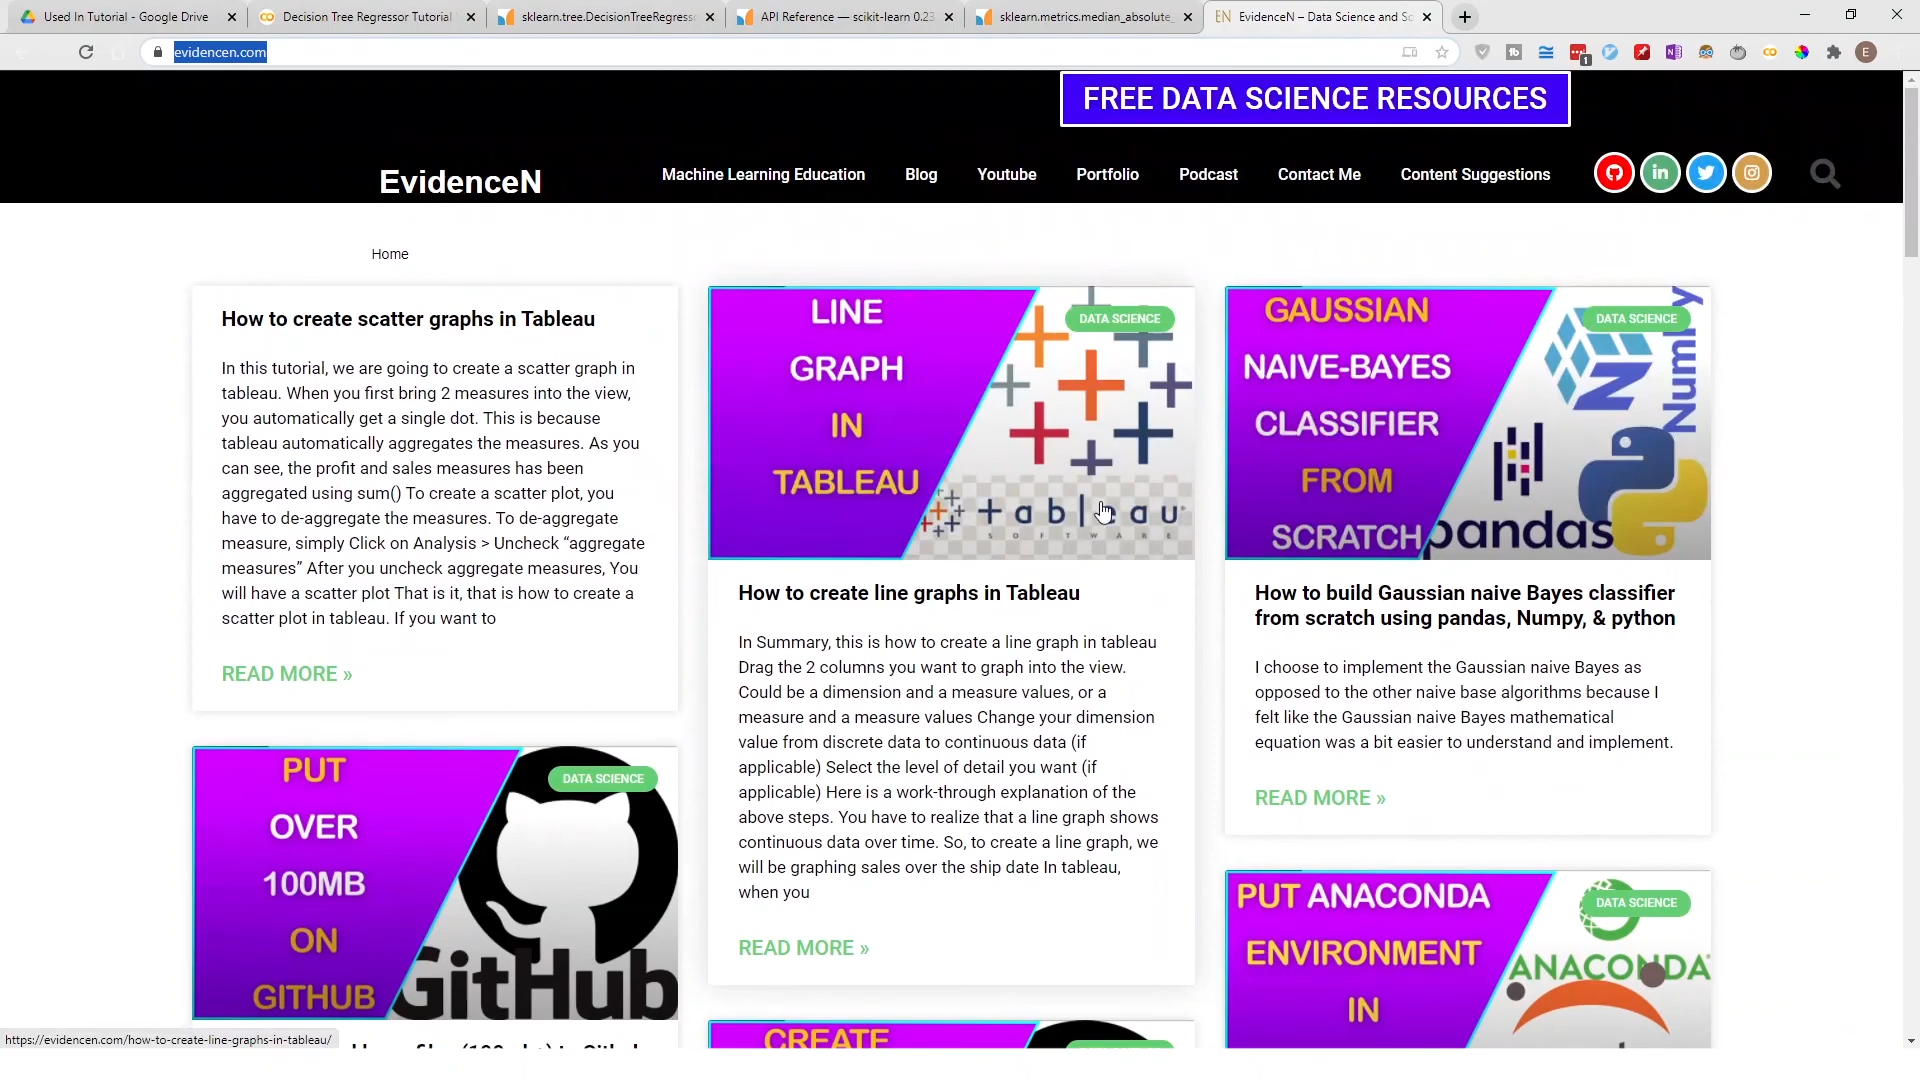 Used In Tutorial - Google Drive
Decision Tree Regressor Tutorial
sklearn.tree.DecisionTreeRegress
API Reference — scikit-learn 0.23
sklearn.metrics.median_absolute_
EN
EvidenceN – Data Science and Sc
evidencen.com
1
E
FREE DATA SCIENCE RESOURCES
EvidenceN
Machine Learning Education
Blog
Youtube
Portfolio
Podcast
Contact Me
Content Suggestions
in
Home
How to create scatter graphs in Tableau
In this tutorial, we are going to create a scatter graph in
tableau. When you first bring 2 measures into the view,
you automatically get a single dot. This is because
tableau automatically aggregates the measures. As you
can see, the profit and sales measures has been
aggregated using sum() To create a scatter plot, you
have to de-aggregate the measures. To de-aggregate
measure, simply Click on Analysis > Uncheck “aggregate
measures” After you uncheck aggregate measures, You
will have a scatter plot That is it, that is how to create a
scatter plot in tableau. If you want to
READ MORE »
LINE
GRAPH
IN
TABLEAU
DATA SCIENCE
+ a b l e a u
SOFTWARE
How to create line graphs in Tableau
In Summary, this is how to create a line graph in tableau
Drag the 2 columns you want to graph into the view.
Could be a dimension and a measure values, or a
measure and a measure values Change your dimension
value from discrete data to continuous data (if
applicable) Select the level of detail you want (if
applicable) Here is a work-through explanation of the
above steps. You have to realize that a line graph shows
continuous data over time. So, to create a line graph, we
will be graphing sales over the ship date In tableau,
when you
READ MORE »
GAUSSIAN
NAIVE-BAYES
CLASSIFIER
FROM
SCRATCH
DATA SCIENCE
NumPy
pandas
How to build Gaussian naive Bayes classifier
from scratch using pandas, Numpy, & python
I choose to implement the Gaussian naive Bayes as
opposed to the other naive base algorithms because I
felt like the Gaussian naive Bayes mathematical
equation was a bit easier to understand and implement.
READ MORE »
PUT
OVER
100MB
ON
GITHUB
DATA SCIENCE
GitHub
CREATE
PUT ANACONDA
ENVIRONMENT
IN
DATA SCIENCE
ANACONDA
https://evidencen.com/how-to-create-line-graphs-in-tableau/